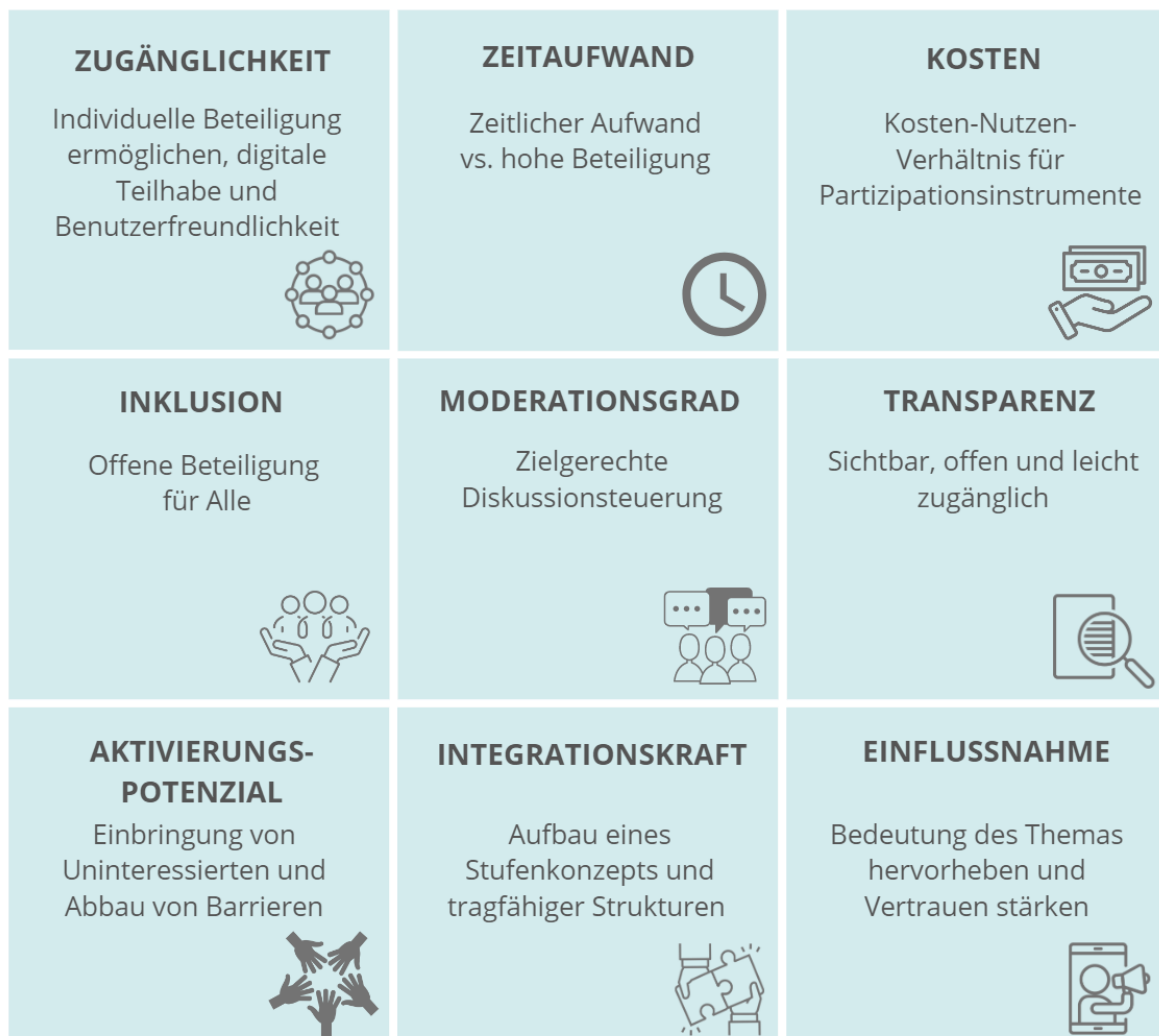 ZUGÄNGLICHKEIT
Individuelle Beteiligung
ermöglichen, digitale
Teilhabe und
Benutzerfreundlichkeit
ZEITAUFWAND
Zeitlicher Aufwand
vs. hohe Beteiligung
KOSTEN
Kosten-Nutzen-
Verhältnis für
Partizipationsinstrumente
INKLUSION
Offene Beteiligung
für Alle
MODERATIONSGRAD
Zielgerechte
Diskussionsteuerung
TRANSPARENZ
Sichtbar, offen und leicht
zugänglich
AKTIVIERUNGS-
POTENZIAL
Einbringung von
Uninteressierten und
Abbau von Barrieren
INTEGRATIONSKRAFT
Aufbau eines
Stufenkonzepts und
tragfähiger Strukturen
EINFLUSSNAHME
Bedeutung des Themas
hervorheben und
Vertrauen stärken